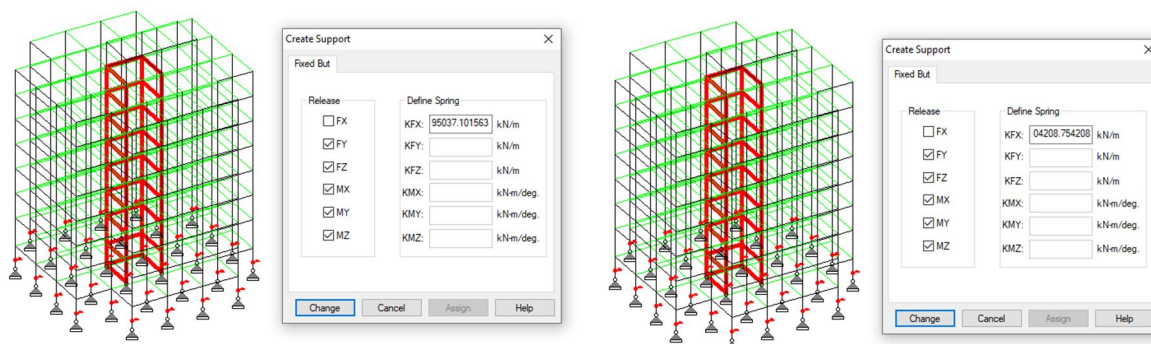 Create Support
Fixed But
Release
FX
FY
FZ
MX
MY
MZ
Define Spring
KFX: 95037.101563 kN/m
KFY: kN/m
KFZ: kN/m
KMX: kN-m/deg.
KMY: kN-m/deg.
KMZ: kN-m/deg.
Change Cancel Assign Help
Create Support
Fixed But
Release
FX
FY
FZ
MX
MY
MZ
Define Spring
KFX: 04208.754208 kN/m
KFY: kN/m
KFZ: kN/m
KMX: kN-m/deg.
KMY: kN-m/deg.
KMZ: kN-m/deg.
Change Cancel Assign Help